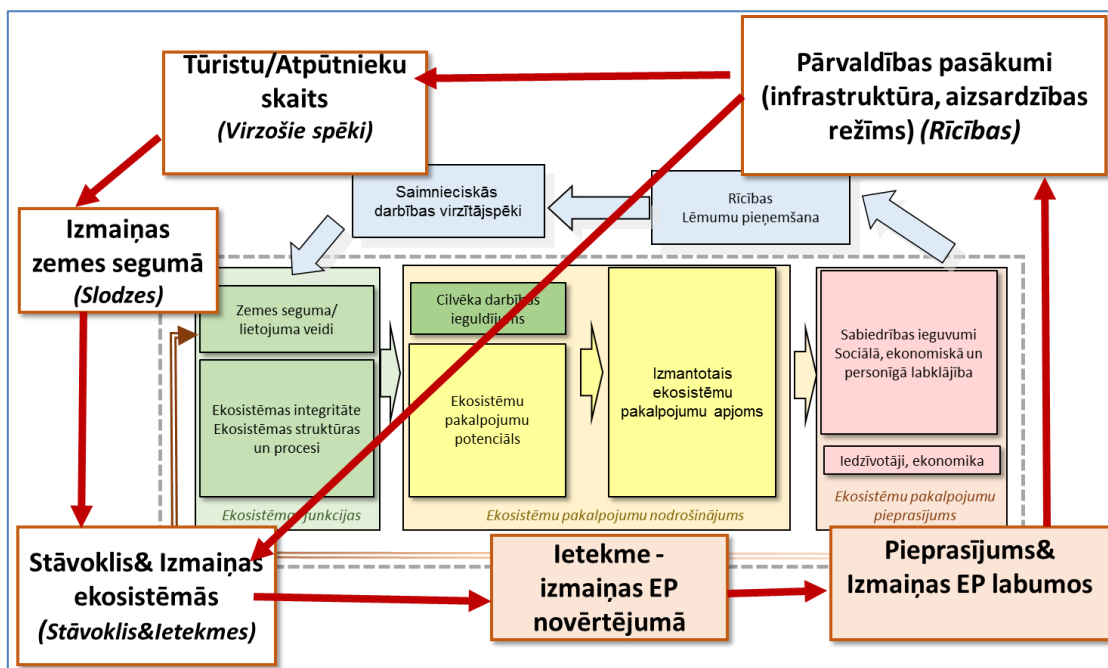 Tūristu/Atpūtnieku
skaits
(Virzošie spēki)
Pārvaldības pasākumi
(infrastruktūra, aizsardzības
režīms) (Rīcības)
Saimnieciskās
darbības virzītājspēki
Rīcības
Lēmumu pieņemšana
Izmaiņas
zemes segumā
(Slodzes)
Zemes seguma/
lietojuma veidi
Ekosistēmas integritāte
Ekosistēmas struktūras
un procesi
Ekosistēmas funkcijas
Cilvēka darbības
ieguldījums
Ekosistēmu
pakalpojumu
potenciāls
Izmantotais
ekosistēmu
pakalpojumu apjoms
Ekosistēmu pakalpojumu nodrošinājums
Sabiedrības ieguvumi
Sociālā, ekonomiskā un
personīgā labklājība
Iedzīvotāji, ekonomika
Ekosistēmu pakalpojumu
pieprasījums
Stāvoklis& Izmaiņas
ekosistēmās
(Stāvoklis&Ietekmes)
Ietekme -
izmaiņas EP
novērtējumā
Pieprasījums&
Izmaiņas EP labumos